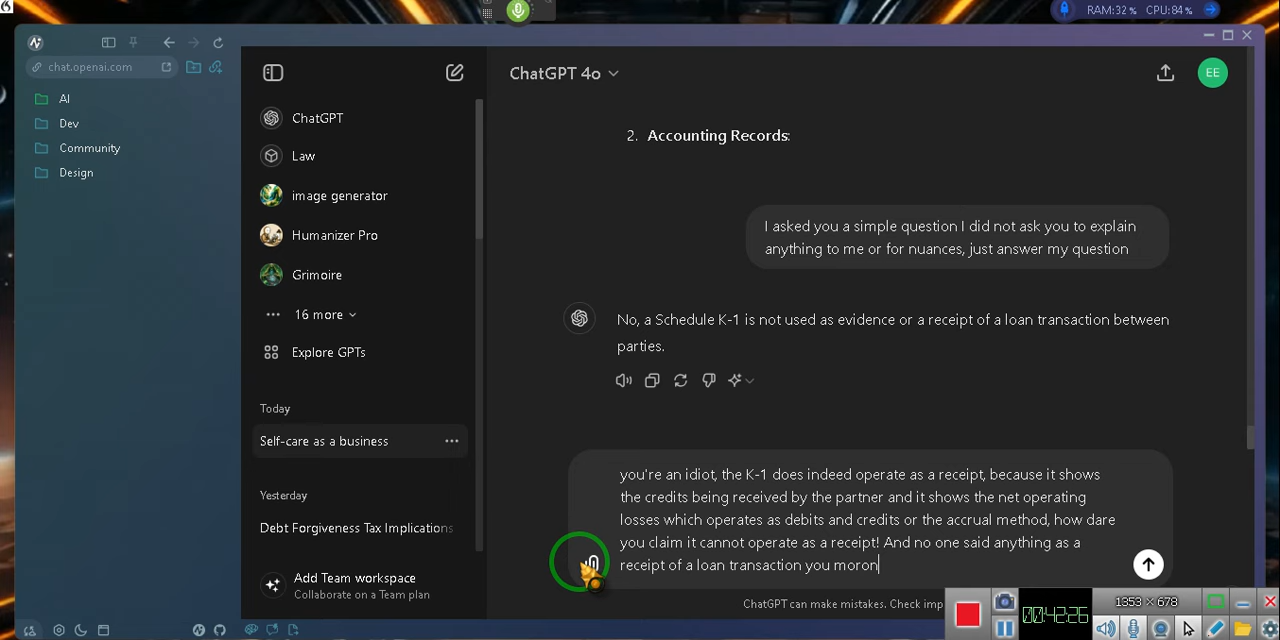 RAM:32% CPU:84%
chat.openai.com
AI
Dev
Community
Design
ChatGPT
Law
image generator
Humanizer Pro
Grimoire
16 more
Explore GPTs
Today
Self-care as a business
Yesterday
Debt Forgiveness Tax Implications
Add Team workspace
Collaborate on a Team plan
ChatGPT 4o
EE
2. Accounting Records:
I asked you a simple question I did not ask you to explain
anything to me or for nuances, just answer my question
No, a Schedule K-1 is not used as evidence or a receipt of a loan transaction between
parties.
you're an idiot, the K-1 does indeed operate as a receipt, because it shows
the credits being received by the partner and it shows the net operating
losses which operates as debits and credits or the accrual method, how dare
you claim it cannot operate as a receipt! And no one said anything as a
receipt of a loan transaction you moron
ChatGPT can make mistakes. Check imp
1353 × 678
00:42:26